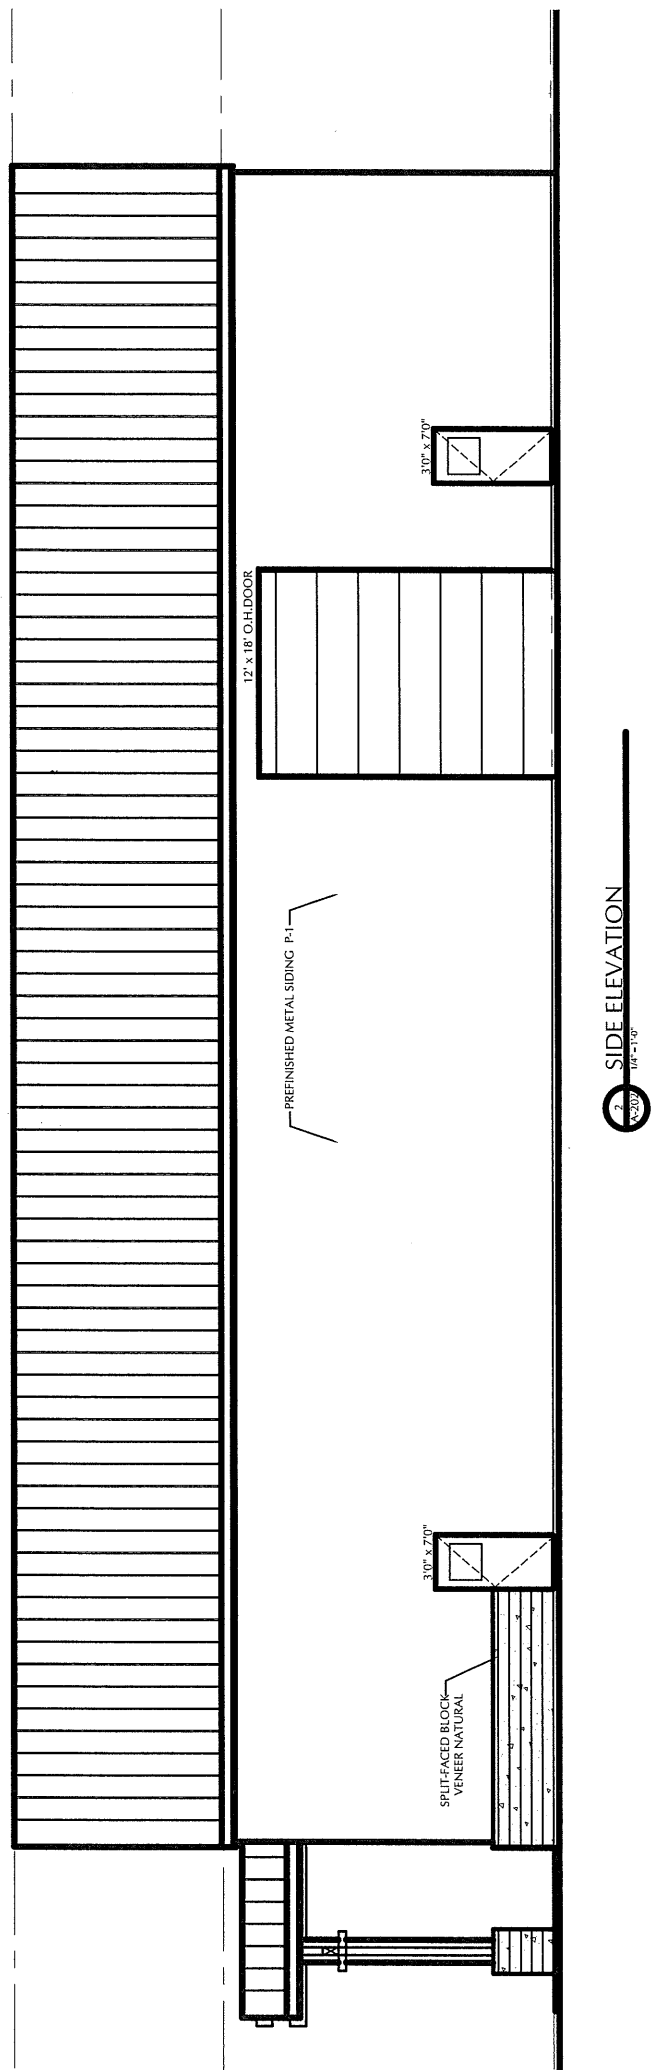 12' x 18' O.H.DOOR
3'0" x 7'0"
PREFINISHED METAL SIDING P-1
3'0" x 7'0"
SPLIT-FACED BLOCK
VENEER NATURAL
2
A-202
SIDE ELEVATION
1/4"=1'-0"